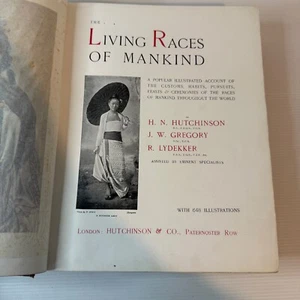 THE
LIVING RACES
OF MANKIND
A POPULAR ILLUSTRATED ACCOUNT OF
THE CUSTOMS, HABITS, PURSUITS,
FEASTS & CEREMONIES OF THE RACES
OF MANKIND THROUGHOUT THE WORLD
BY
H. N. HUTCHINSON
J. W. GREGORY
R. LYDEKKER
ASSISTED BY EMINENT SPECIALISTS
WITH ILLUSTRATIONS
LONDON: HUTCHINSON & CO., PATERNOSTER ROW